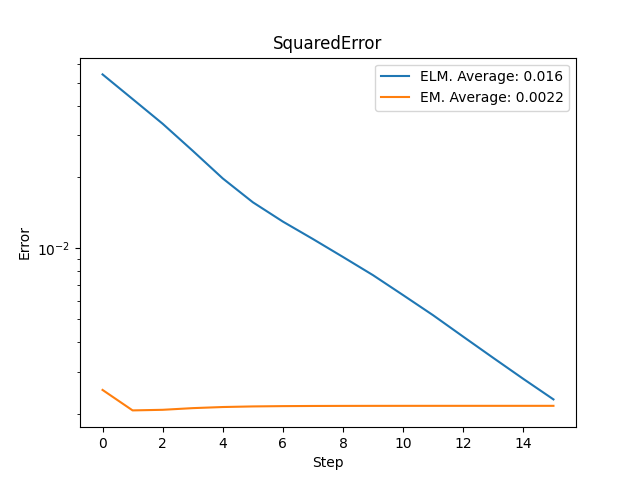 SquaredError
ELM. Average: 0.016
EM. Average: 0.0022
Error
10⁻²
0 2 4 6 8 10 12 14
Step